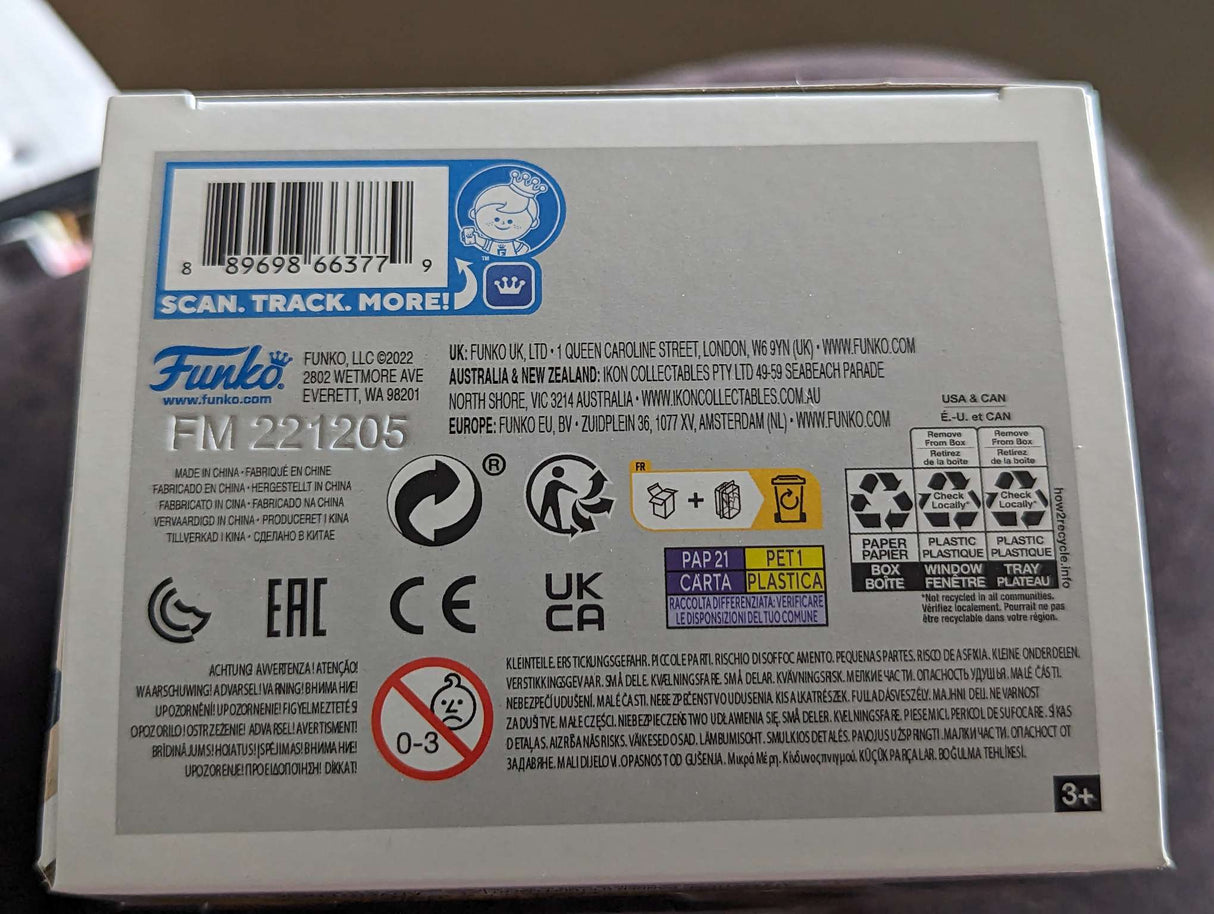 8 89698 66377 9
SCAN. TRACK. MORE!
TM
Funko
www.funko.com
FUNKO, LLC ©2022
2802 WETMORE AVE
EVERETT, WA 98201
FM 221205
UK: FUNKO UK, LTD • 1 QUEEN CAROLINE STREET, LONDON, W6 9YN (UK) • WWW.FUNKO.COM
AUSTRALIA & NEW ZEALAND: IKON COLLECTABLES PTY LTD 49-59 SEABEACH PARADE
NORTH SHORE, VIC 3214 AUSTRALIA • WWW.IKONCOLLECTABLES.COM.AU
EUROPE: FUNKO EU, BV • ZUIDPLEIN 36, 1077 XV, AMSTERDAM (NL) • WWW.FUNKO.COM
MADE IN CHINA • FABRIQUÉ EN CHINE
FABRICADO EN CHINA • HERGESTELLT IN CHINA
FABBRICATO IN CINA • FABRICADO NA CHINA
VERVAARDIGD IN CHINA • PRODUCERET I KINA
TILLVERKAD I KINA • СДЕЛАНО В КИТАЕ
®
FR
+
USA & CAN
É.-U. et CAN
Remove From Box
Retirez de la boîte
Remove From Box
Retirez de la boîte
Check Locally*
Check Locally*
PAPER PAPIER
PLASTIC PLASTIQUE
PLASTIC PLASTIQUE
BOX BOÎTE
WINDOW FENÊTRE
TRAY PLATEAU
how2recycle.info
*Not recycled in all communities.
Vérifiez localement. Pourrait ne pas
être recyclable dans votre région.
PAP 21 PET 1
CARTA PLASTICA
RACCOLTA DIFFERENZIATA: VERIFICARE
LE DISPOSIZIONI DEL TUO COMUNE
EAC
CE
UK
CA
ACHTUNG! AVVERTENZA! ATENÇÃO!
WAARSCHUWING! ADVARSEL! VARNING! ВНИМАНИЕ!
UPOZORNĚNÍ! UPOZORNENIE! FIGYELMEZTETÉS!
OPOZORILO! OSTRZEŻENIE! ADVARSEL! AVERTISMENT!
BRĪDINĀJUMS! HOIATUS! ĮSPĖJIMAS! ВНИМАНИЕ!
UPOZORENJE! ΠΡΟΕΙΔΟΠΟΙΗΣΗ! DİKKAT!
0-3
KLEINTEILE. ERSTICKUNGSGEFAHR. PICCOLE PARTI. RISCHIO DI SOFFOCAMENTO. PEQUENAS PARTES. RISCO DE ASFIXIA. KLEINE ONDERDELEN.
VERSTIKKINGSGEVAAR. SMÅ DELE. KVÆLNINGSFARE. SMÅ DELAR. KVÄVNINGSRISK. МЕЛКИЕ ЧАСТИ. ОПАСНОСТЬ УДУШЬЯ. MALÉ ČÁSTI.
NEBEZPEČÍ UDUŠENÍ. MALÉ ČASTI. NEBEZPEČENSTVO UDUSENIA. KIS ALKATRÉSZEK. FULLADÁSVESZÉLY. MAJHNI DELI. NEVARNOST
ZADUŠITVE. MAŁE CZĘŚCI. NIEBEZPIECZEŃSTWO UDŁAWIENIA SIĘ. SMÅ DELER. KVELNINGSFARE. PIESE MICI. PERICOL DE SUFOCARE. SĪKAS
DETAĻAS. AIZRĪŠANĀS RISKS. VÄIKESED OSAD. LÄMBUMISOHT. SMULKIOS DETALĖS. PAVOJUS UŽSPRINGTI. МАЛКИ ЧАСТИ. ОПАСНОСТ ОТ
ЗАДАВЯНЕ. MALI DIJELOVI. OPASNOST OD GUŠENJA. Μικρά Μέρη. Κίνδυνος πνιγμού. KÜÇÜK PARÇALAR. BOĞULMA TEHLİKESİ.
3+